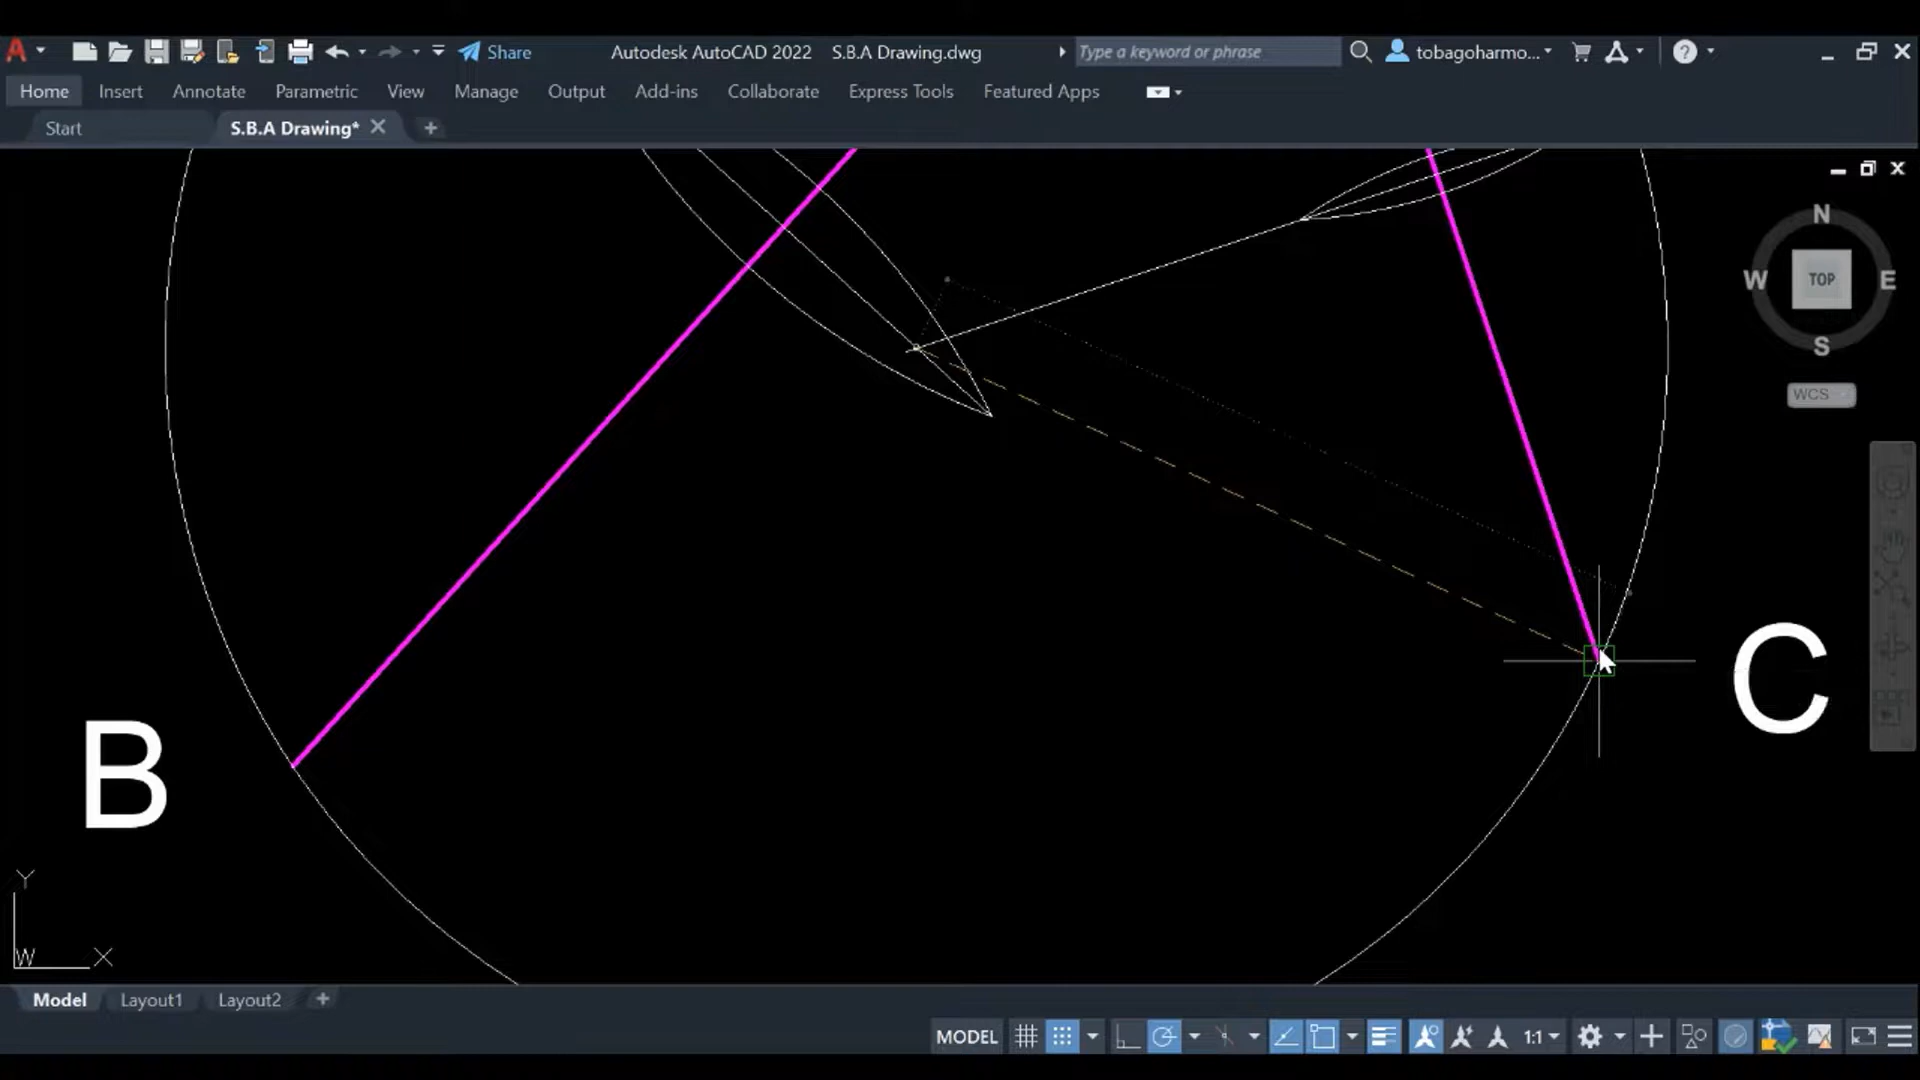 Share
Autodesk AutoCAD 2022 S.B.A Drawing.dwg
Type a keyword or phrase
tobagoharmo...
Home Insert Annotate Parametric View Manage Output Add-ins Collaborate Express Tools Featured Apps
Start S.B.A Drawing*
N
W TOP E
S
WCS
C
B
Y
W X
Model Layout1 Layout2
MODEL 1:1